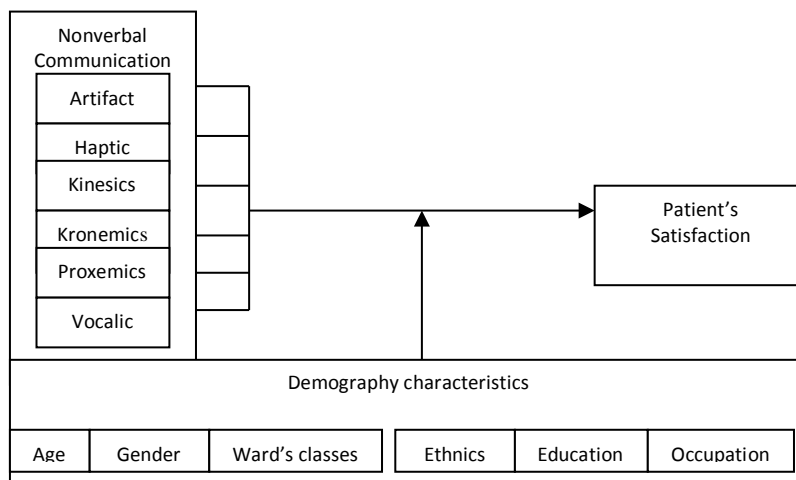 Nonverbal
Communication
Artifact
Haptic
Kinesics
Kronemics
Proxemics
Vocalic
Patient's
Satisfaction
Demography characteristics
Age
Gender
Ward's classes
Ethnics
Education
Occupation